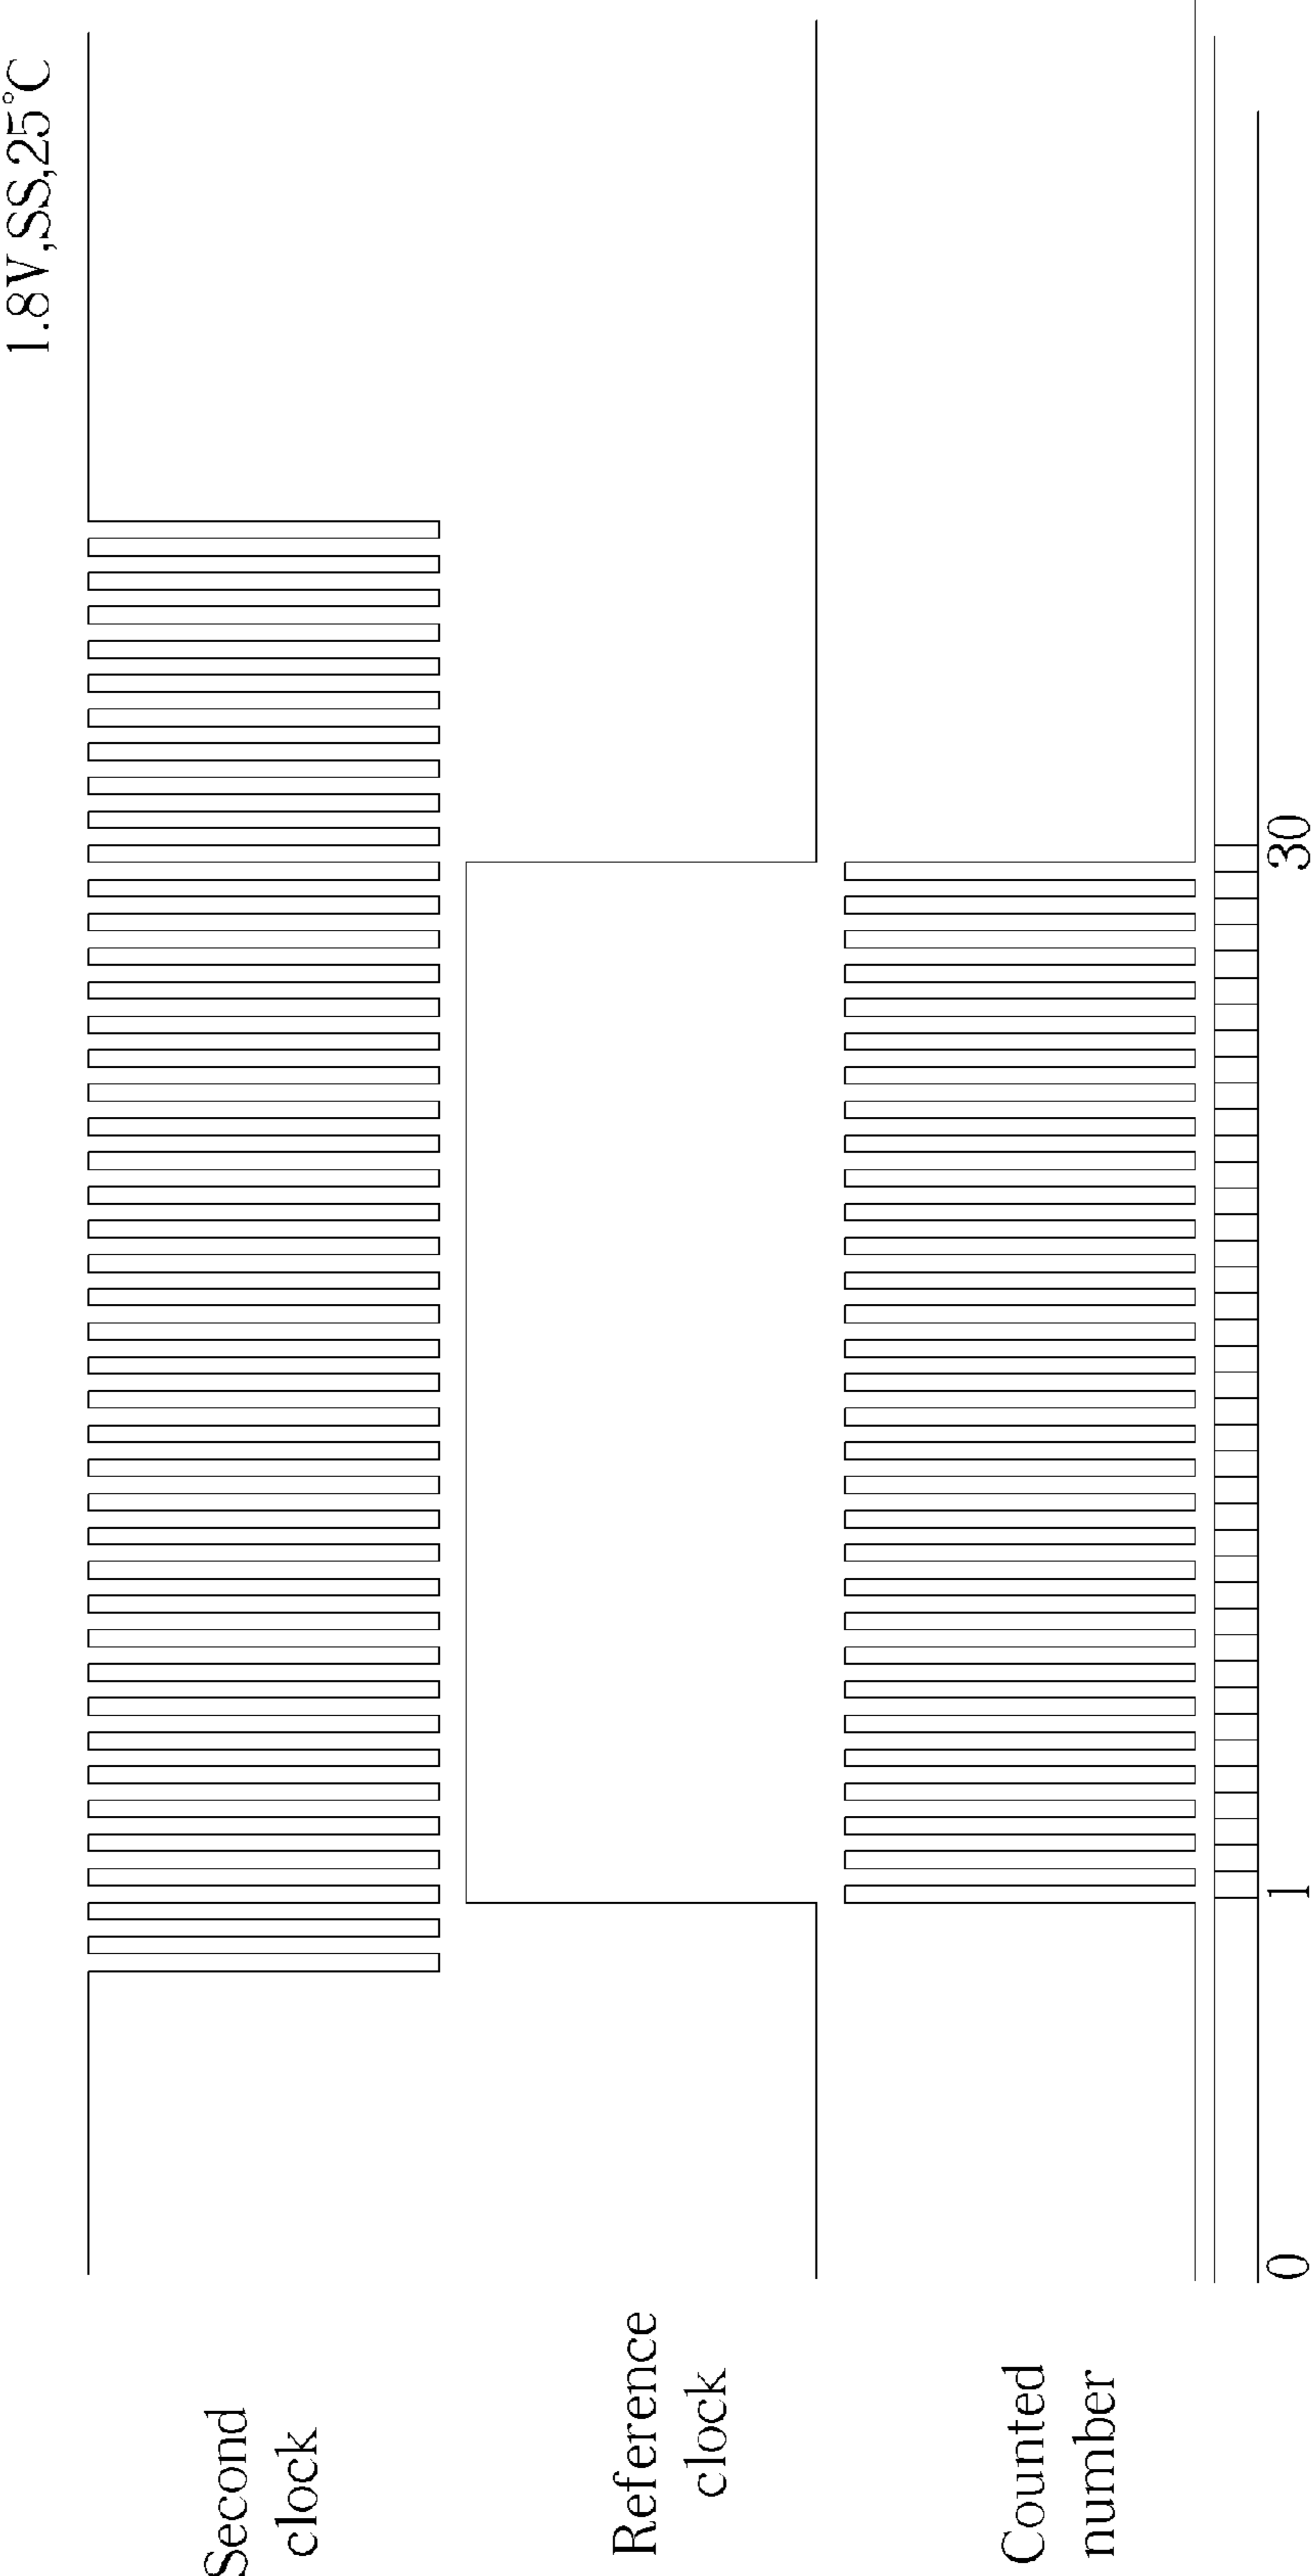 1.8V,SS,25°C
Second
clock
Reference
clock
Counted
number
0 1 30